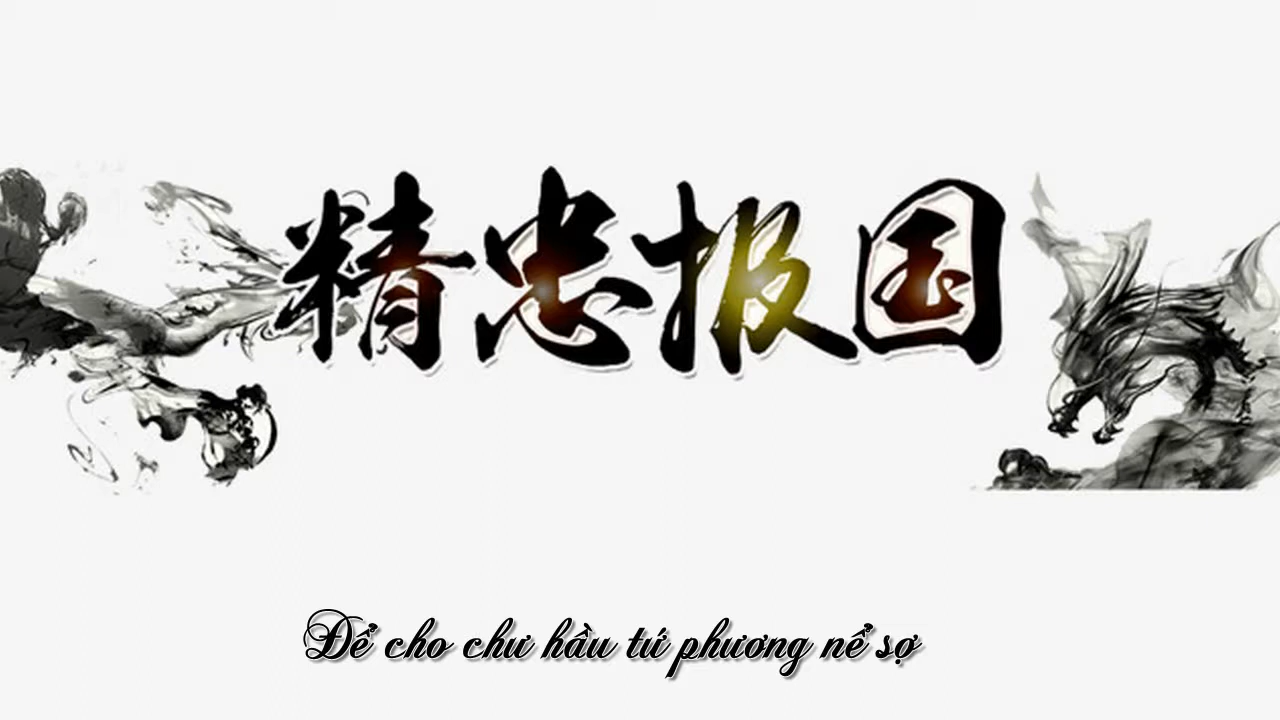 精忠报国
Để cho chư hầu tứ phương nể sợ